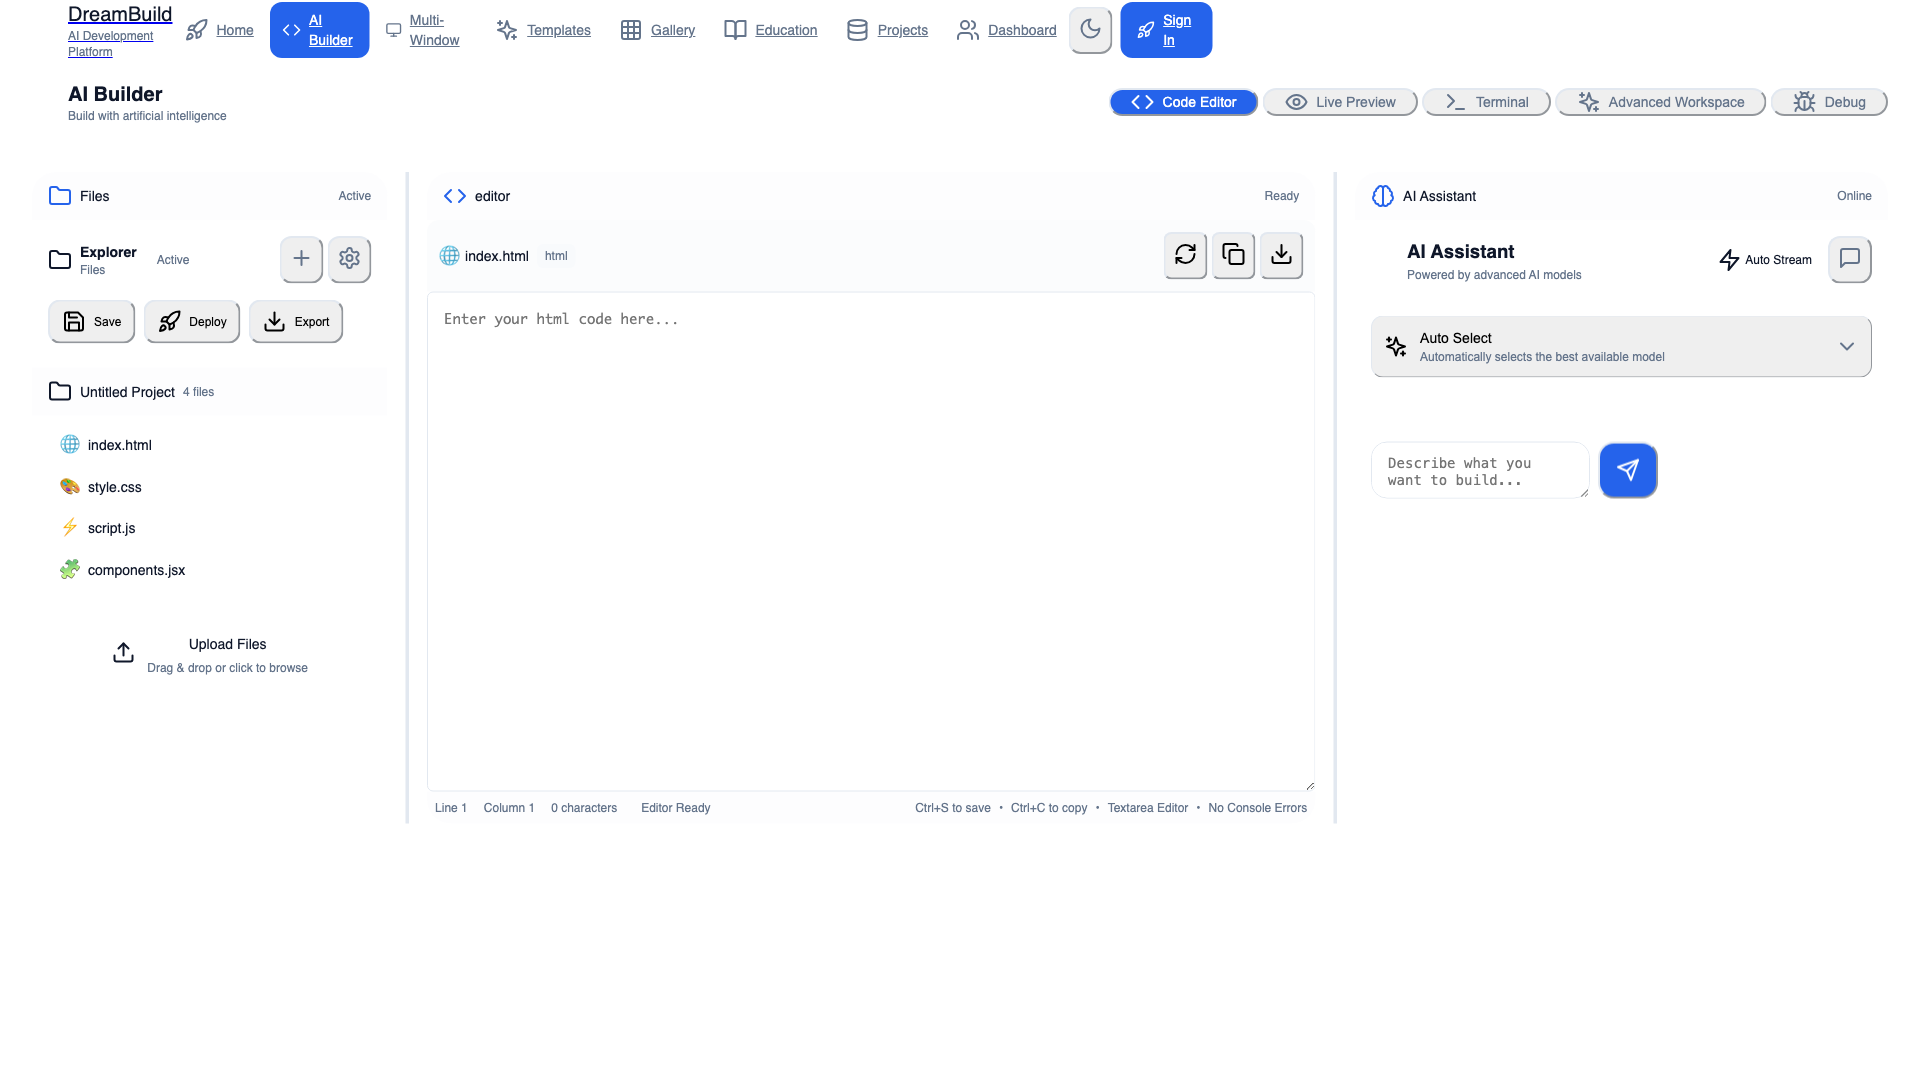 DreamBuild
AI Development
Platform
Home
AI
Builder
Multi-
Window
Templates
Gallery
Education
Projects
Dashboard
Sign
In
AI Builder
Build with artificial intelligence
Code Editor
Live Preview
Terminal
Advanced Workspace
Debug
Files
Active
Explorer
Files
Active
Save
Deploy
Export
Untitled Project 4 files
index.html
style.css
script.js
components.jsx
Upload Files
Drag & drop or click to browse
editor
Ready
index.html html
Enter your html code here...
Line 1 Column 1 0 characters Editor Ready
Ctrl+S to save • Ctrl+C to copy • Textarea Editor • No Console Errors
AI Assistant
Online
AI Assistant
Powered by advanced AI models
Auto Stream
Auto Select
Automatically selects the best available model
Describe what you
want to build...